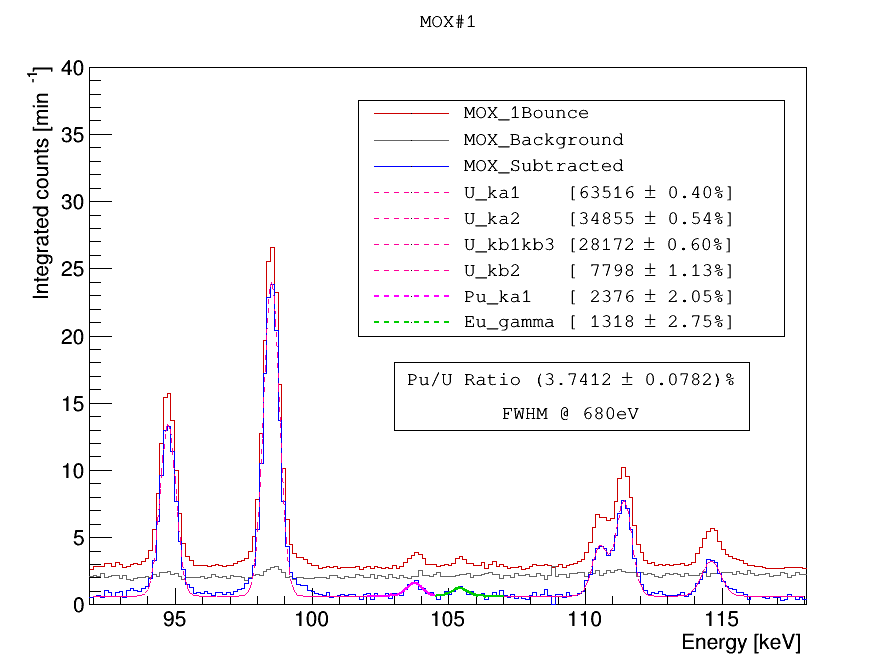 MOX#1
Integrated counts [min⁻¹]
40
35
30
25
20
15
10
5
0
MOX_1Bounce
MOX_Background
MOX_Subtracted
U_ka1 [63516 ± 0.40%]
U_ka2 [34855 ± 0.54%]
U_kb1kb3 [28172 ± 0.60%]
U_kb2 [ 7798 ± 1.13%]
Pu_ka1 [ 2376 ± 2.05%]
Eu_gamma [ 1318 ± 2.75%]
Pu/U Ratio (3.7412 ± 0.0782)%
FWHM @ 680eV
95 100 105 110 115
Energy [keV]